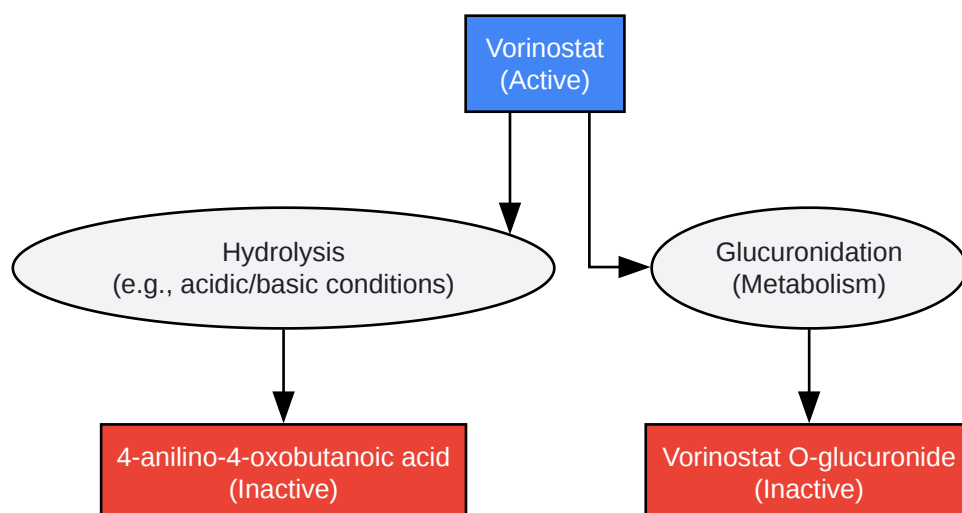 Vorinostat
(Active)
Hydrolysis
(e.g., acidic/basic conditions)
Glucuronidation
(Metabolism)
4-anilino-4-oxobutanoic acid
(Inactive)
Vorinostat O-glucuronide
(Inactive)